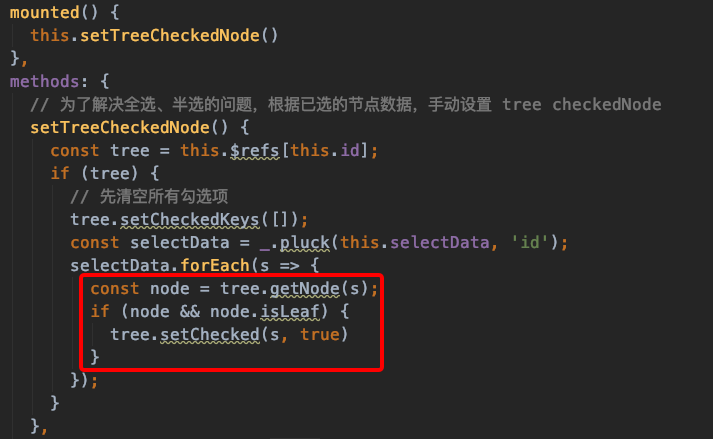 mounted() {
this.setTreeCheckedNode()
},
methods: {
// 为了解决全选、半选的问题，根据已选的节点数据，手动设置 tree checkedNode
setTreeCheckedNode() {
const tree = this.$refs[this.id];
if (tree) {
// 先清空所有勾选项
tree.setCheckedKeys([]);
const selectData = _.pluck(this.selectData, 'id');
selectData.forEach(s => {
const node = tree.getNode(s);
if (node && node.isLeaf) {
tree.setChecked(s, true)
}
});
}
},